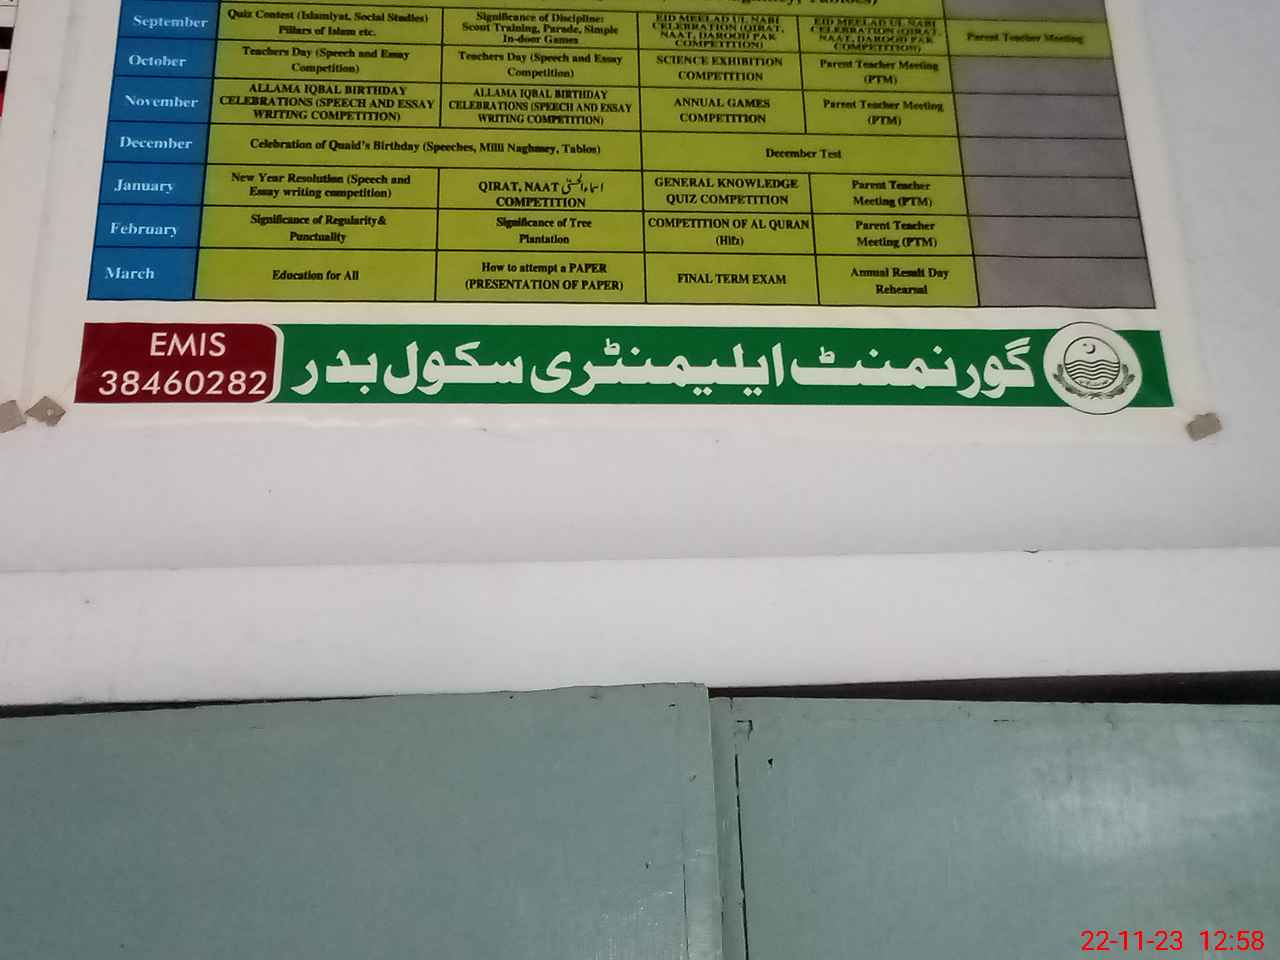 September
Quiz Contest (Islamiyat, Social Studies)
Pillars of Islam etc.
Significance of Discipline:
Scout Training, Parade, Simple
In-door Games
EID MEELAD UL NABI
CELEBRATION (QIRAT,
NAAT, DAROOD PAK
COMPETITION)
EID MEELAD UL NABI
CELEBRATION (QIRAT,
NAAT, DAROOD PAK
COMPETITION)
Parent Teacher Meeting
October
Teachers Day (Speech and Essay
Competition)
Teachers Day (Speech and Essay
Competition)
SCIENCE EXHIBITION
COMPETITION
Parent Teacher Meeting
(PTM)
November
ALLAMA IQBAL BIRTHDAY
CELEBRATIONS (SPEECH AND ESSAY
WRITING COMPETITION)
ALLAMA IQBAL BIRTHDAY
CELEBRATIONS (SPEECH AND ESSAY
WRITING COMPETITION)
ANNUAL GAMES
COMPETITION
Parent Teacher Meeting
(PTM)
December
Celebration of Quaid's Birthday (Speeches, Milli Naghmey, Tablos)
December Test
January
New Year Resolution (Speech and
Essay writing competition)
QIRAT, NAAT اسماءالحسنٰی
COMPETITION
GENERAL KNOWLEDGE
QUIZ COMPETITION
Parent Teacher
Meeting (PTM)
February
Significance of Regularity &
Punctuality
Significance of Tree
Plantation
COMPETITION OF AL QURAN
(Hifz)
Parent Teacher
Meeting (PTM)
March
Education for All
How to attempt a PAPER
(PRESENTATION OF PAPER)
FINAL TERM EXAM
Annual Result Day
Rehearsal
EMIS
38460282
گورنمنٹ ایلیمنٹری سکول بدر
22-11-23 12:58